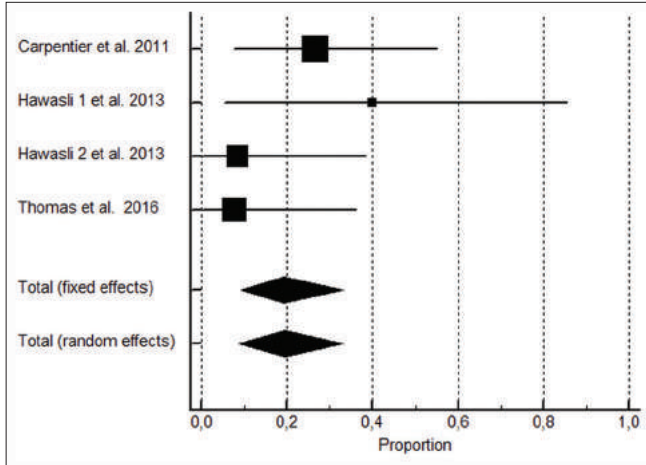 Carpentier et al. 2011
Hawasli 1 et al. 2013
Hawasli 2 et al. 2013
Thomas et al. 2016
Total (fixed effects)
Total (random effects)
0,0 0,2 0,4 0,6 0,8 1,0
Proportion